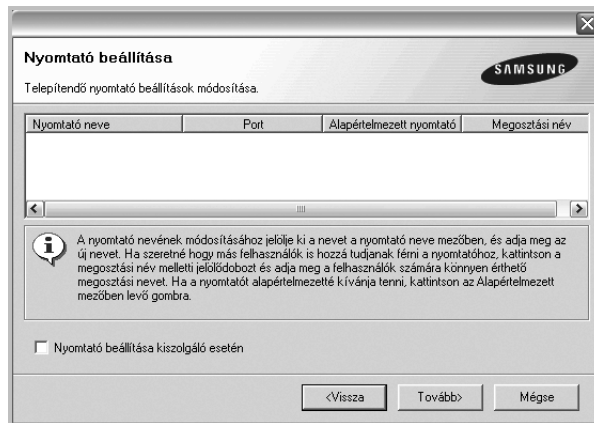 Nyomtató beállítása
Telepítendő nyomtató beállítások módosítása.
SAMSUNG
Nyomtató neve Port Alapértelmezett nyomtató Megosztási név
A nyomtató nevének módosításához jelölje ki a nevet a nyomtató neve mezőben, és adja meg az
új nevet. Ha szeretné hogy más felhasználók is hozzá tudjanak férni a nyomtatóhoz, kattintson a
megosztási név melletti jelölődobozt és adja meg a felhasználók számára könnyen érthető
megosztási nevet. Ha a nyomtatót alapértelmezetté kívánja tenni, kattintson az Alapértelmezett
mezőben levő gombra.
Nyomtató beállítása kiszolgáló esetén
<Vissza Tovább> Mégse